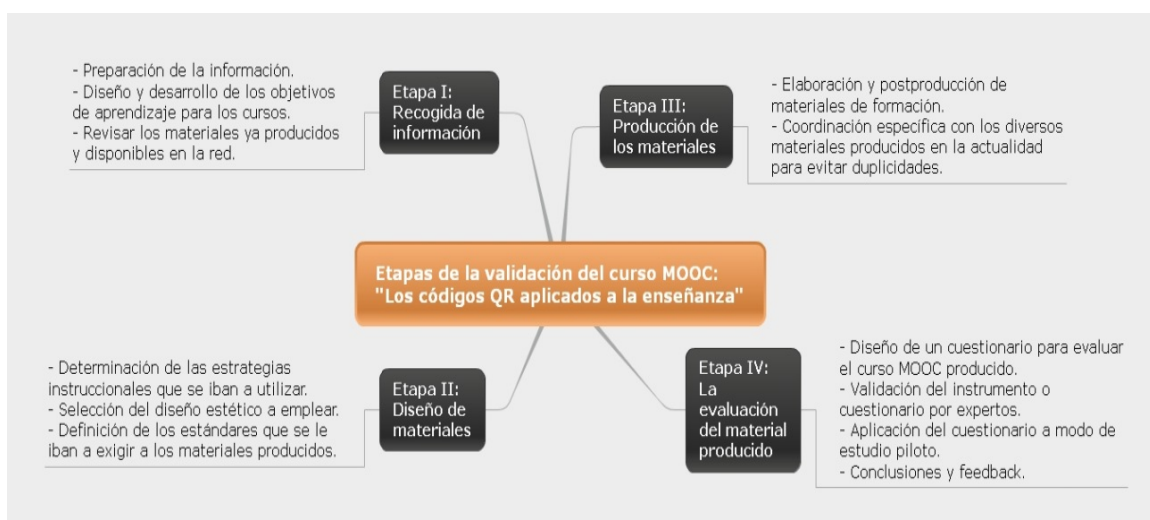 Etapas de la validación del curso MOOC:
"Los códigos QR aplicados a la enseñanza"
Etapa I:
Recogida de
información
- Preparación de la información.
- Diseño y desarrollo de los objetivos
de aprendizaje para los cursos.
- Revisar los materiales ya producidos
y disponibles en la red.
Etapa II:
Diseño de
materiales
- Determinación de las estrategias
instruccionales que se iban a utilizar.
- Selección del diseño estético a emplear.
- Definición de los estándares que se le
iban a exigir a los materiales producidos.
Etapa III:
Producción de
los materiales
- Elaboración y postproducción de
materiales de formación.
- Coordinación específica con los diversos
materiales producidos en la actualidad
para evitar duplicidades.
Etapa IV:
La
evaluación
del material
producido
- Diseño de un cuestionario para evaluar
el curso MOOC producido.
- Validación del instrumento o
cuestionario por expertos.
- Aplicación del cuestionario a modo de
estudio piloto.
- Conclusiones y feedback.